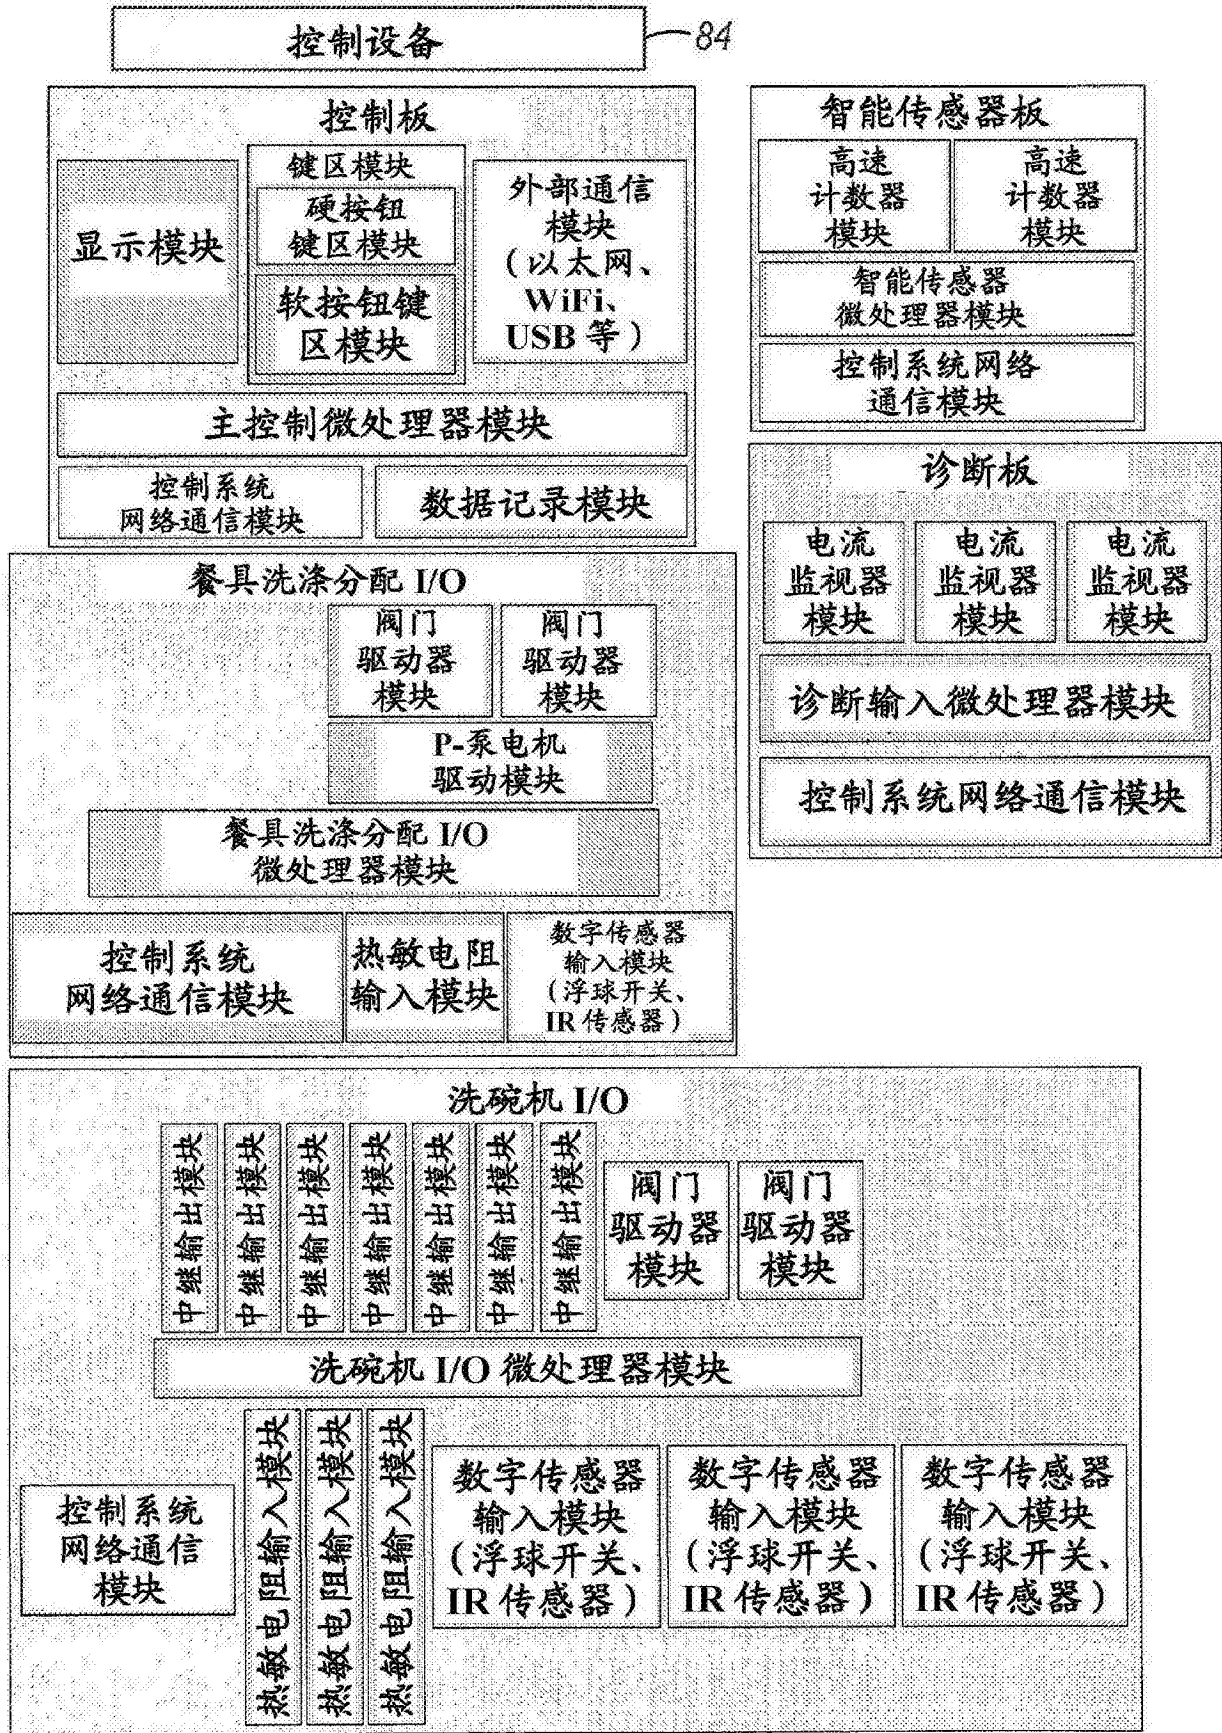 控制设备
84
控制板
显示模块
键区模块
硬按钮
键区模块
软按钮键
区模块
外部通信
模块
（以太网、
WiFi、
USB 等）
主控制微处理器模块
控制系统
网络通信模块
数据记录模块
智能传感器板
高速
计数器
模块
高速
计数器
模块
智能传感器
微处理器模块
控制系统网络
通信模块
诊断板
电流
监视器
模块
电流
监视器
模块
电流
监视器
模块
诊断输入微处理器模块
控制系统网络通信模块
餐具洗涤分配 I/O
阀门
驱动器
模块
阀门
驱动器
模块
P-泵电机
驱动模块
餐具洗涤分配 I/O
微处理器模块
控制系统
网络通信模块
热敏电阻
输入模块
数字传感器
输入模块
（浮球开关、
IR 传感器）
洗碗机 I/O
中继输出模块
中继输出模块
中继输出模块
中继输出模块
中继输出模块
中继输出模块
中继输出模块
阀门
驱动器
模块
阀门
驱动器
模块
洗碗机 I/O 微处理器模块
控制系统
网络通信
模块
热敏电阻输入模块
热敏电阻输入模块
热敏电阻输入模块
数字传感器
输入模块
（浮球开关、
IR 传感器）
数字传感器
输入模块
（浮球开关、
IR 传感器）
数字传感器
输入模块
（浮球开关、
IR 传感器）